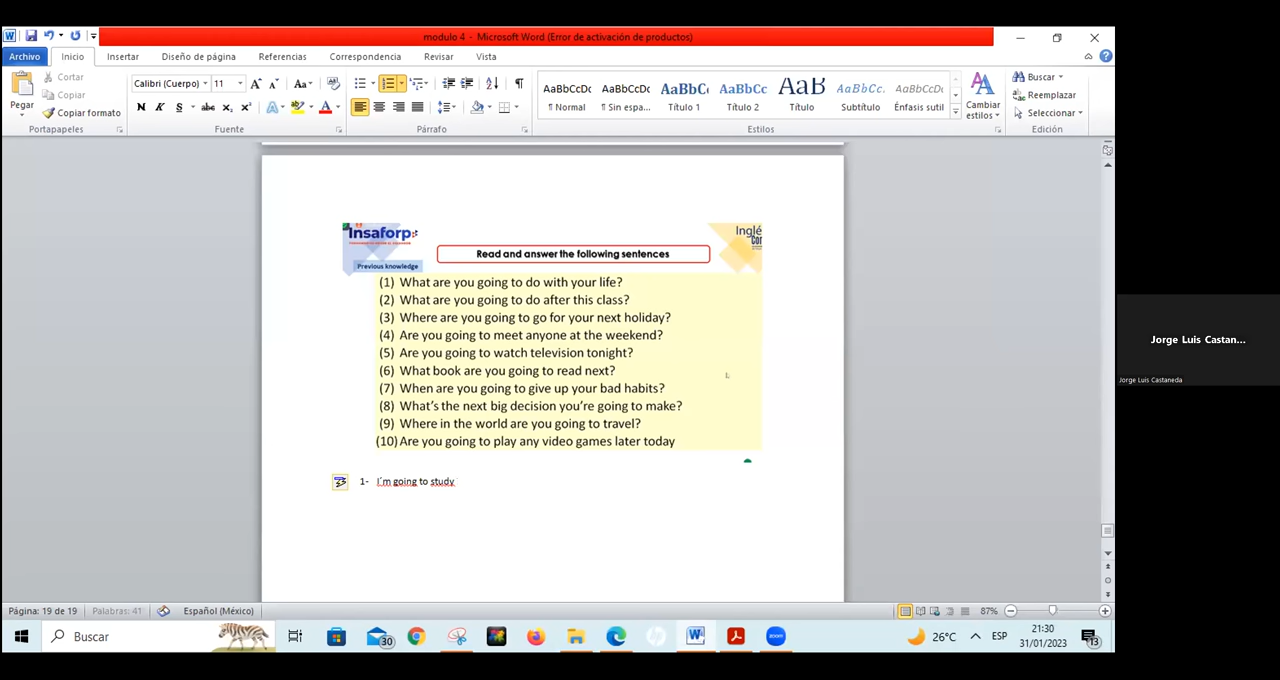 modulo 4 - Microsoft Word (Error de activación de productos)
Archivo Inicio Insertar Diseño de página Referencias Correspondencia Revisar Vista
Pegar
Cortar
Copiar
Copiar formato
Portapapeles
Calibri (Cuerpo) 11
Fuente
Párrafo
AaBbCcDc AaBbCcDc AaBbC AaBbCc AaB AaBbCc. AaBbCcDc
¶ Normal ¶ Sin espa... Título 1 Título 2 Título Subtítulo Énfasis sutil
Estilos
Cambiar estilos
Buscar
Reemplazar
Seleccionar
Edición
Insaforp
Previous knowledge
Read and answer the following sentences
(1) What are you going to do with your life?
(2) What are you going to do after this class?
(3) Where are you going to go for your next holiday?
(4) Are you going to meet anyone at the weekend?
(5) Are you going to watch television tonight?
(6) What book are you going to read next?
(7) When are you going to give up your bad habits?
(8) What's the next big decision you're going to make?
(9) Where in the world are you going to travel?
(10) Are you going to play any video games later today
1- I´m going to study
Jorge Luis Castan...
Jorge Luis Castaneda
Página: 19 de 19 Palabras: 41 Español (México) 87%
Buscar 30 zoom 26°C ESP 21:30
31/01/2023 13